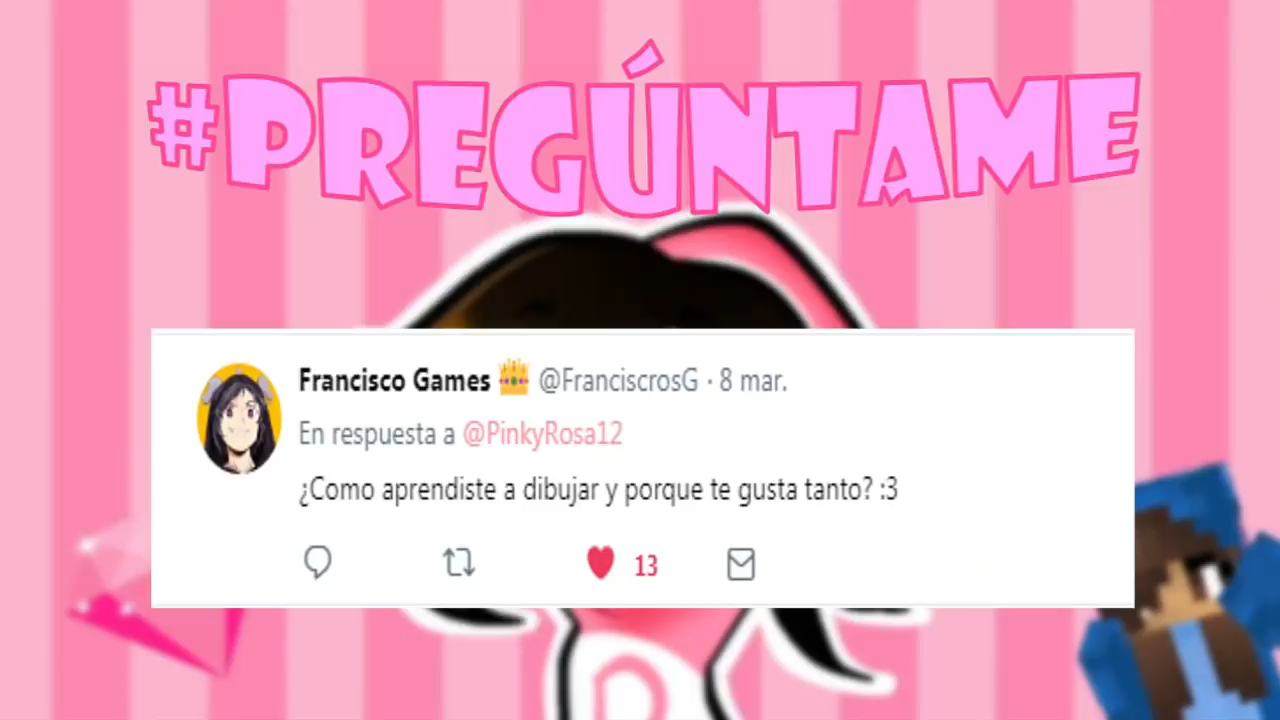 #PREGÚNTAME
Francisco Games 👑 @FranciscrosG · 8 mar.
En respuesta a @PinkyRosa12
¿Como aprendiste a dibujar y porque te gusta tanto? :3
13